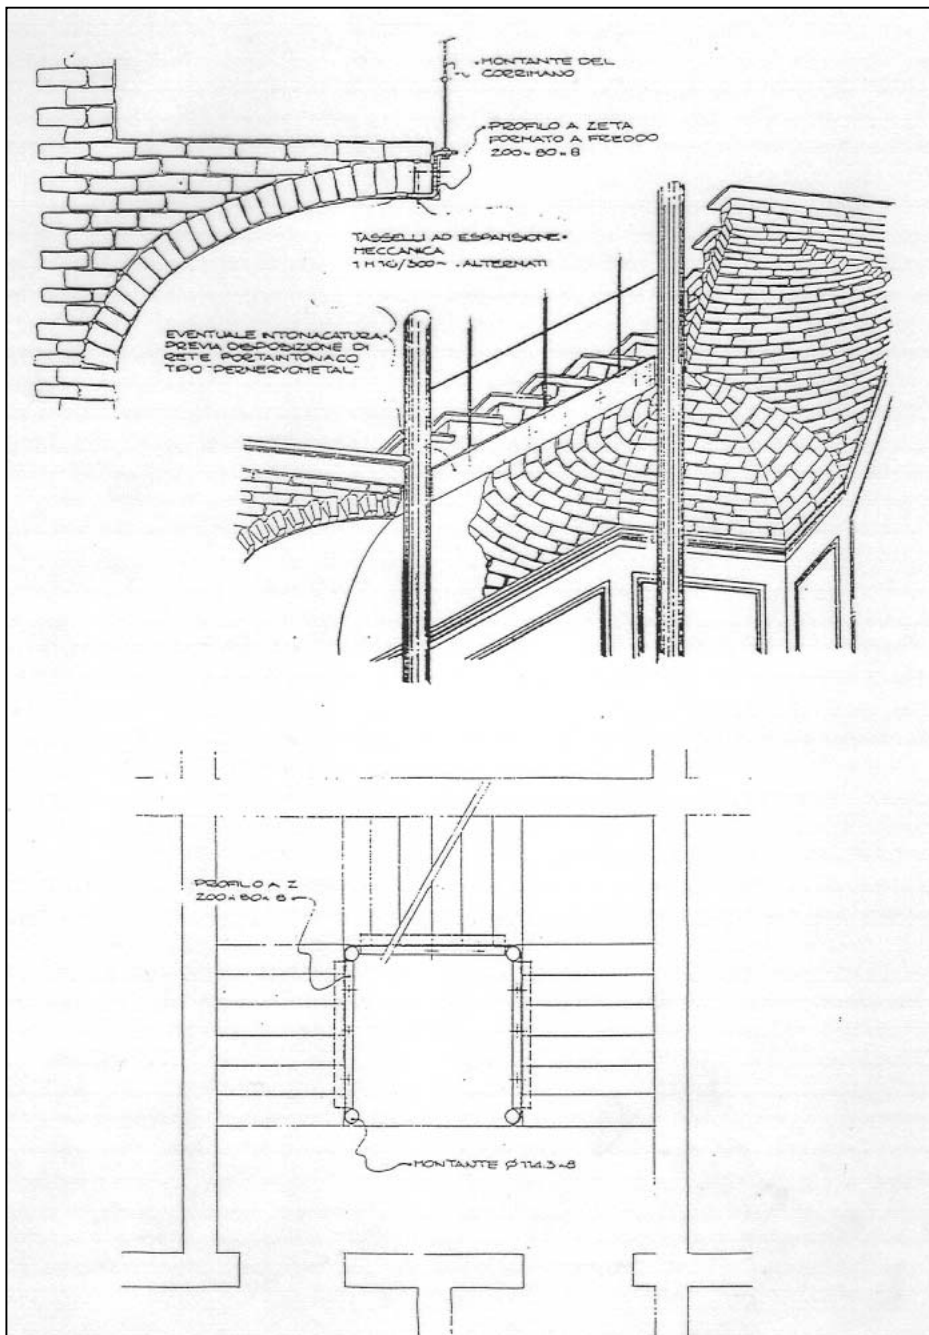 MONTANTE DEL
CORRIMANO
PROFILO A ZETA
FORMATO A FREDDO
200 x 80 x 8
TASSELLI AD ESPANSIONE
MECCANICA
ALTERNATI
EVENTUALE INTONACATURA
PREVIA DISPOSIZIONE DI
RETE PORTAINTONACO
TIPO "PERNERVOMETAL"
PROFILO A Z
200 x 80 x 8
MONTANTE Ø 114.3 x 8